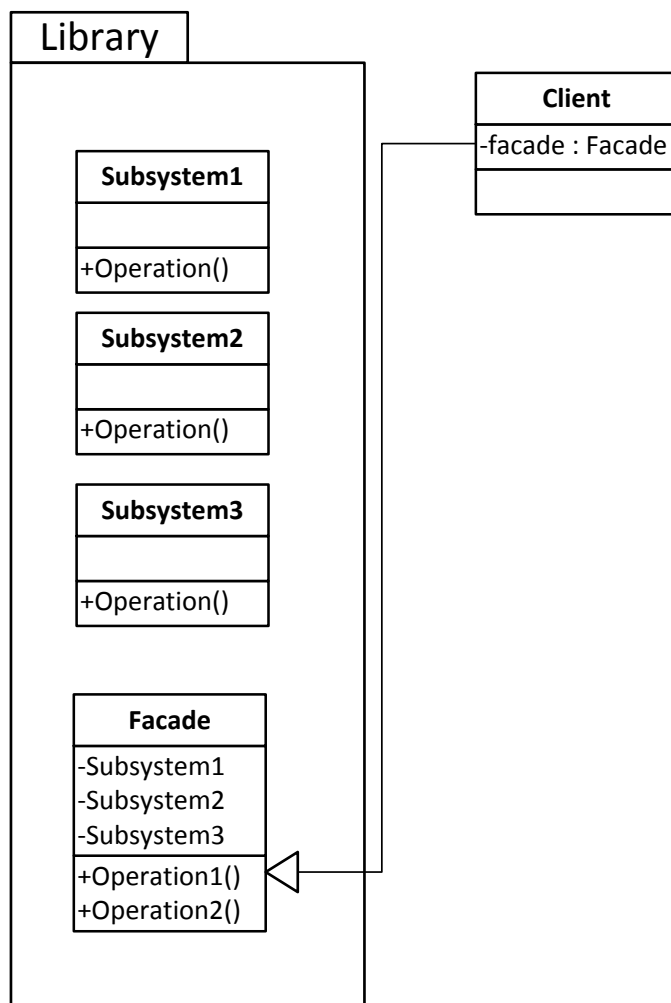 Library
Client
-facade : Facade
Subsystem1
+Operation()
Subsystem2
+Operation()
Subsystem3
+Operation()
Facade
-Subsystem1
-Subsystem2
-Subsystem3
+Operation1()
+Operation2()